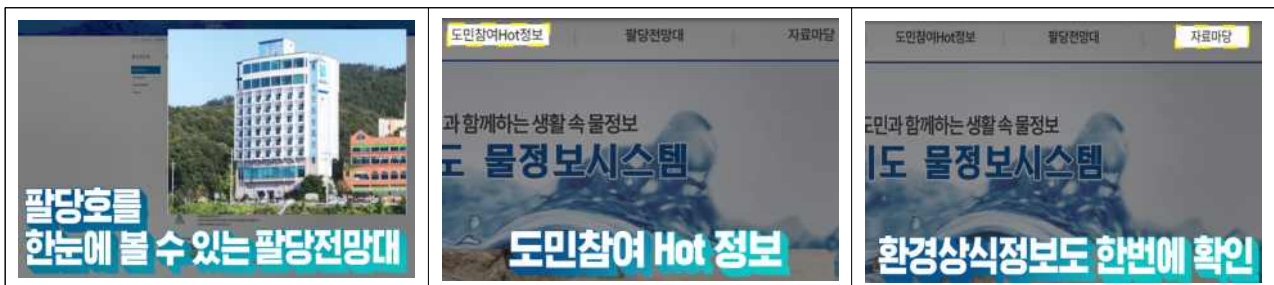 팔당호를
한눈에 볼 수 있는 팔당전망대
도민참여Hot정보
팔당전망대
자료마당
과 함께하는 생활 속 물정보
도 물정보시스템
도민참여 Hot 정보
도민참여Hot정보
팔당전망대
자료마당
도민과 함께하는 생활 속 물정보
기도 물정보시스템
환경상식정보도 한번에 확인